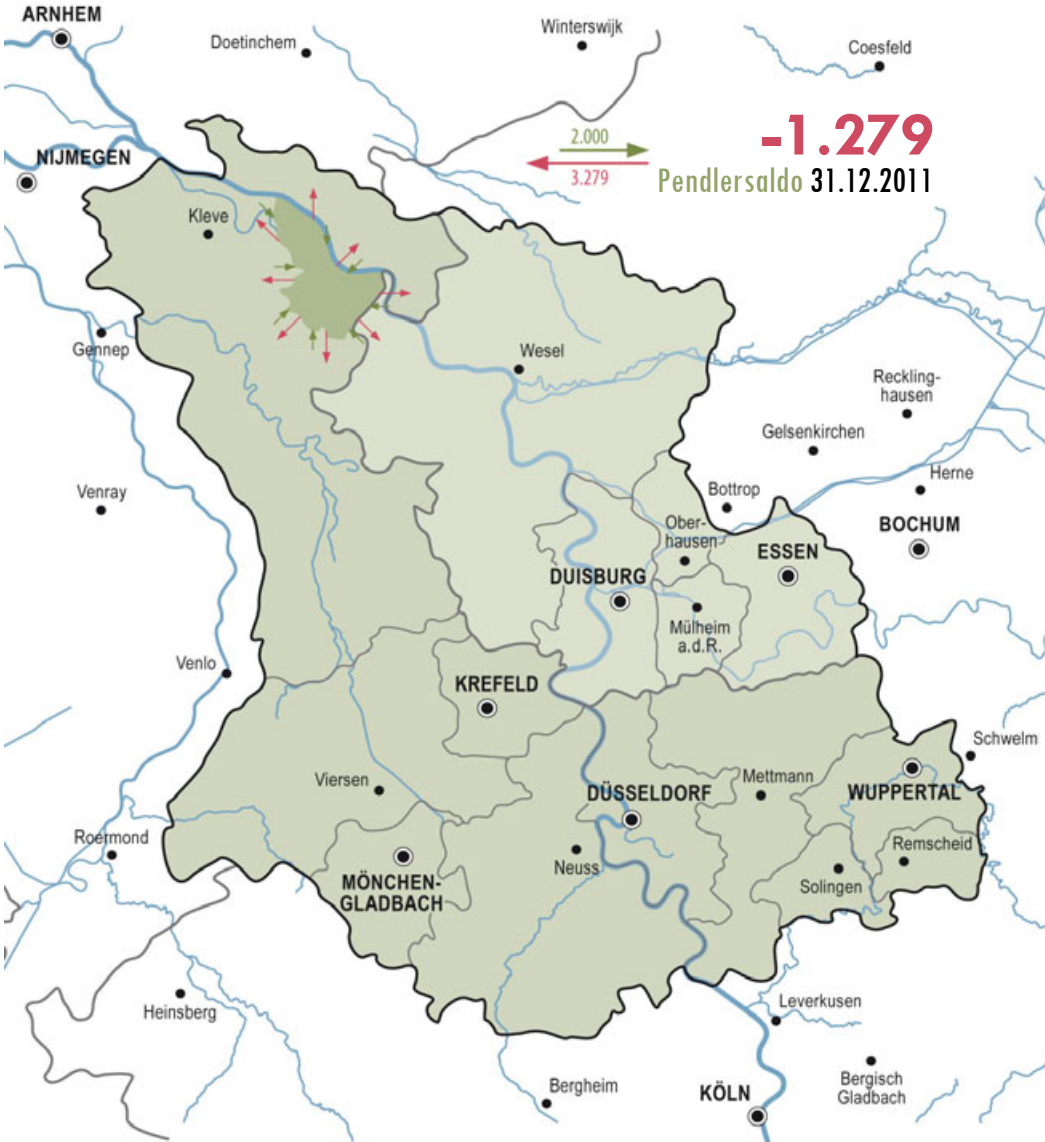 ARNHEM
Doetinchem
Winterswijk
Coesfeld
2.000
-1.279
3.279
Pendlersaldo 31.12.2011
NIJMEGEN
Kleve
Gennep
Wesel
Reckling-
hausen
Gelsenkirchen
Herne
Venray
Bottrop
Ober-
hausen
BOCHUM
ESSEN
DUISBURG
Mülheim
a.d.R.
Venlo
KREFELD
Schwelm
Viersen
Mettmann
DÜSSELDORF
WUPPERTAL
Roermond
Neuss
Remscheid
MÖNCHEN-
GLADBACH
Solingen
Heinsberg
Leverkusen
Bergheim
KÖLN
Bergisch
Gladbach